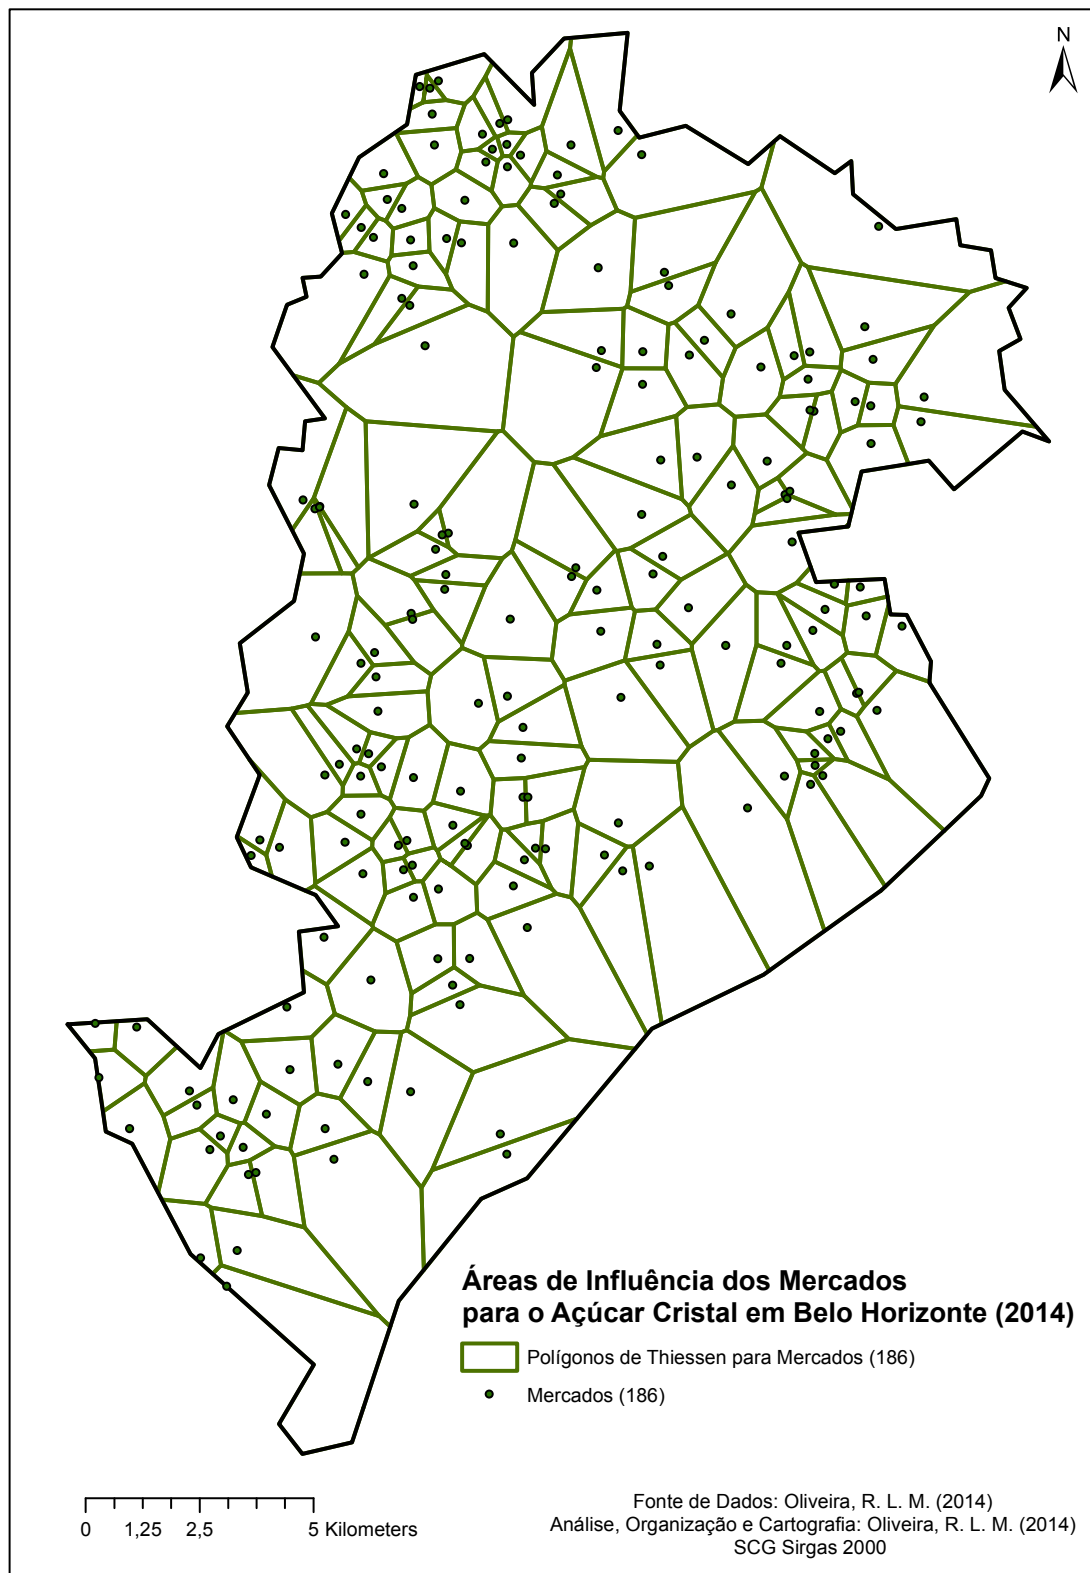 N
Áreas de Influência dos Mercados
para o Açúcar Cristal em Belo Horizonte (2014)
Polígonos de Thiessen para Mercados (186)
Mercados (186)
0 1,25 2,5 5 Kilometers
Fonte de Dados: Oliveira, R. L. M. (2014)
Análise, Organização e Cartografia: Oliveira, R. L. M. (2014)
SCG Sirgas 2000